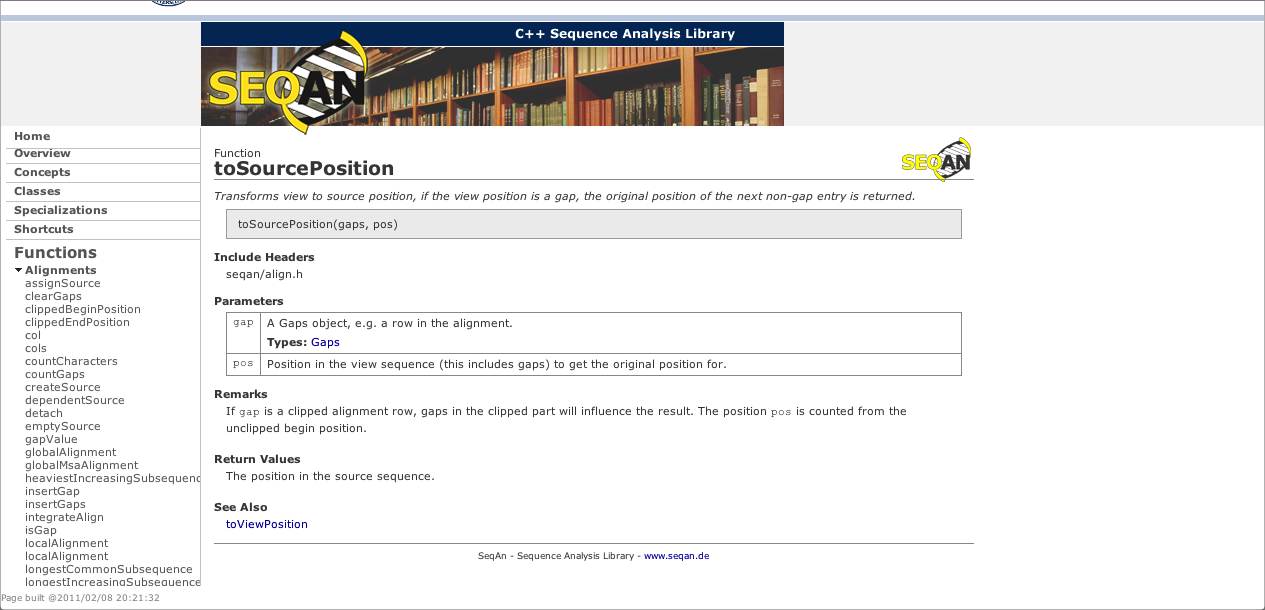 C++ Sequence Analysis Library
SEQAN
Home
Overview
Concepts
Classes
Specializations
Shortcuts
Functions
Alignments
assignSource
clearGaps
clippedBeginPosition
clippedEndPosition
col
cols
countCharacters
countGaps
createSource
dependentSource
detach
emptySource
gapValue
globalAlignment
globalMsaAlignment
heaviestIncreasingSubsequenc
insertGap
insertGaps
integrateAlign
isGap
localAlignment
localAlignment
longestCommonSubsequence
longestIncreasingSubsequence
Page built @2011/02/08 20:21:32
Function
toSourcePosition
SEQAN
Transforms view to source position, if the view position is a gap, the original position of the next non-gap entry is returned.
toSourcePosition(gaps, pos)
Include Headers
seqan/align.h
Parameters
gap A Gaps object, e.g. a row in the alignment.
Types: Gaps
pos Position in the view sequence (this includes gaps) to get the original position for.
Remarks
If gap is a clipped alignment row, gaps in the clipped part will influence the result. The position pos is counted from the
unclipped begin position.
Return Values
The position in the source sequence.
See Also
toViewPosition
SeqAn - Sequence Analysis Library - www.seqan.de